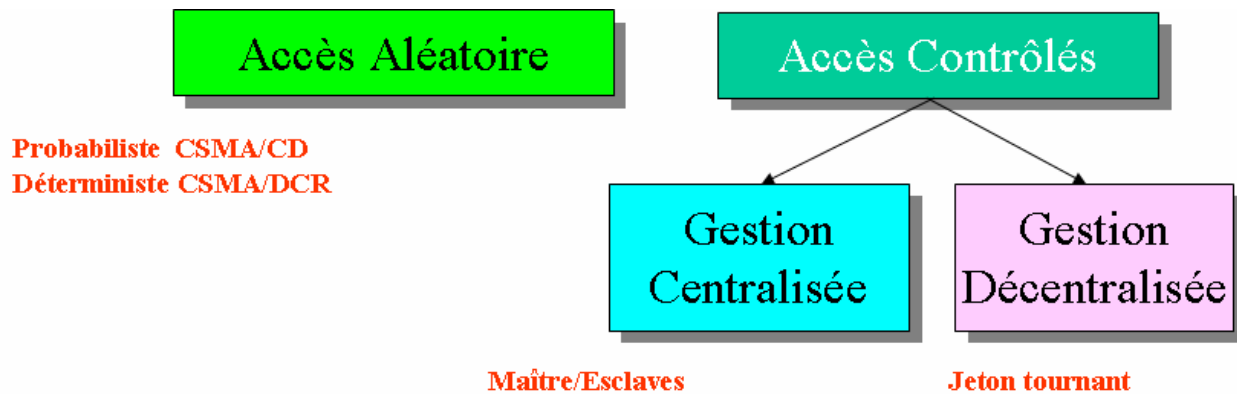 Accès Aléatoire
Accès Contrôlés
Probabiliste CSMA/CD
Déterministe CSMA/DCR
Gestion
Centralisée
Gestion
Décentralisée
Maître/Esclaves
Jeton tournant